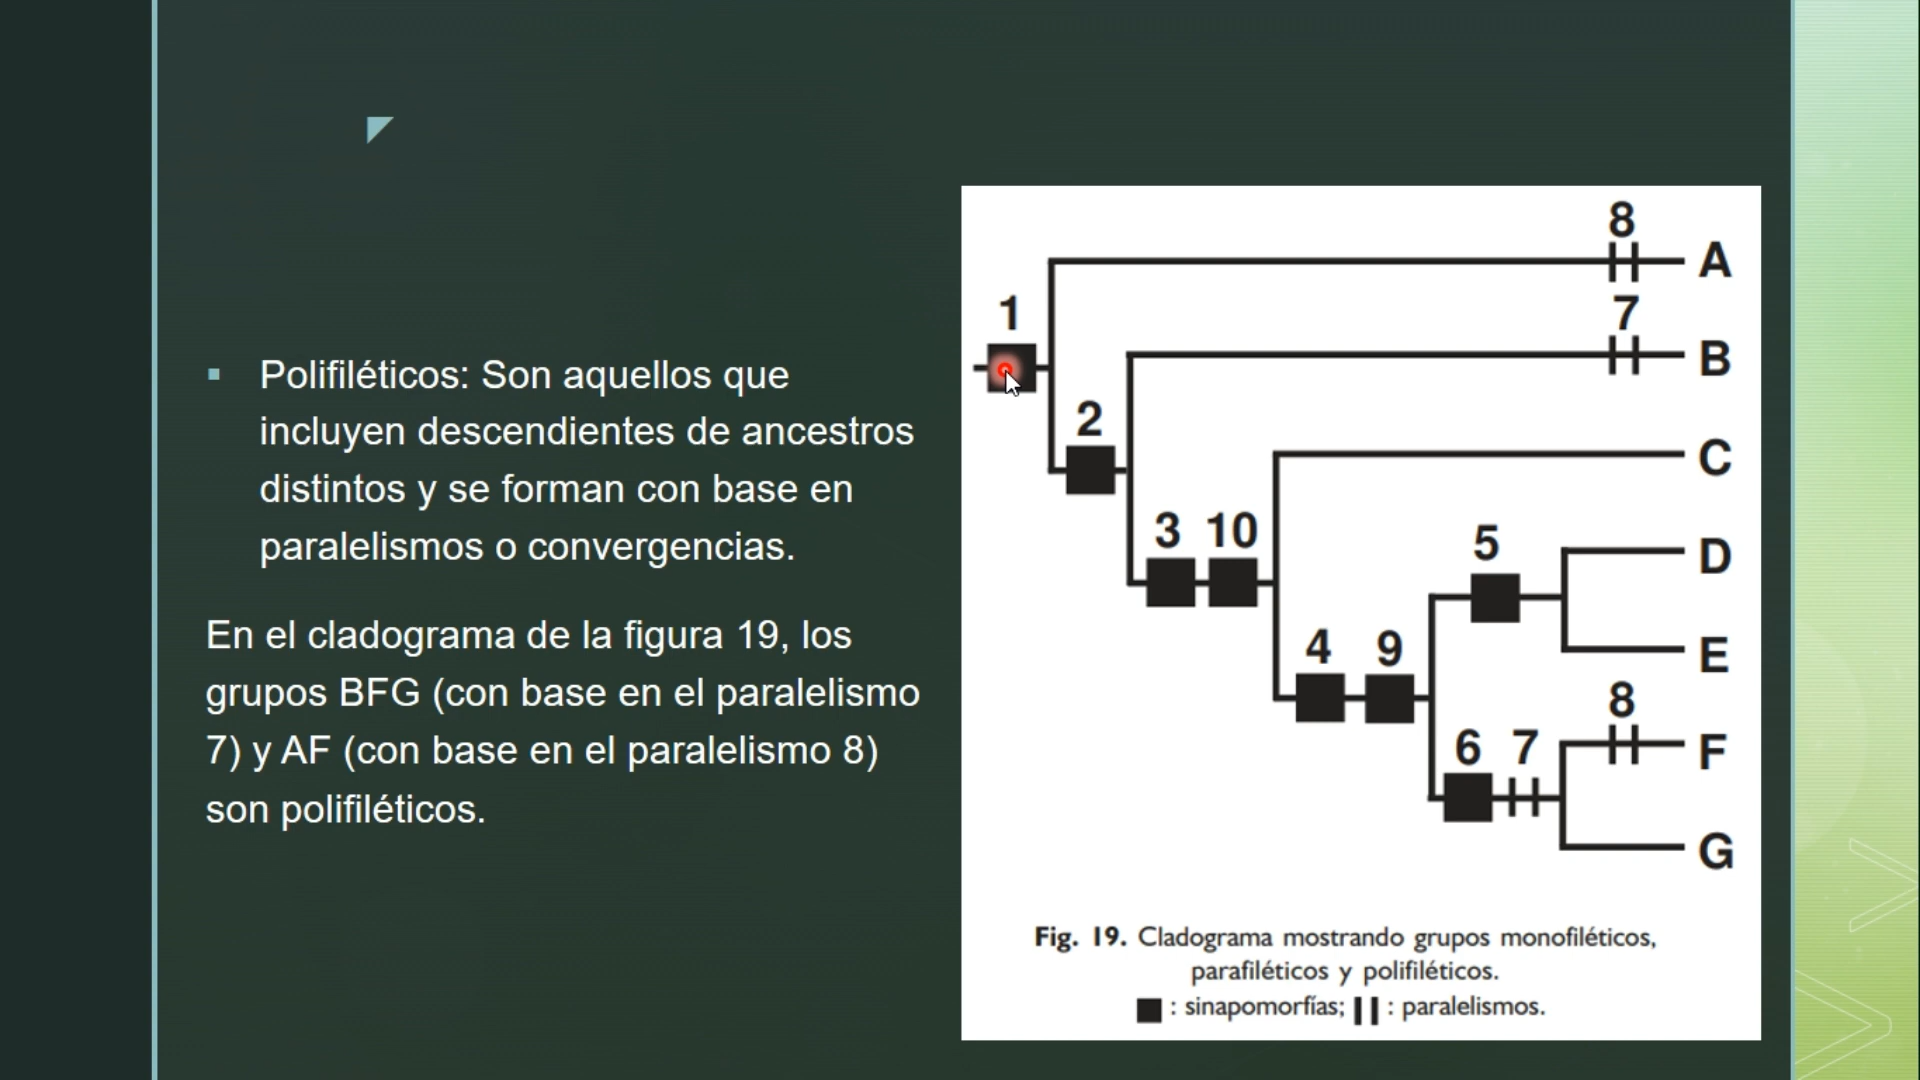 Polifiléticos: Son aquellos que
incluyen descendientes de ancestros
distintos y se forman con base en
paralelismos o convergencias.
En el cladograma de la figura 19, los
grupos BFG (con base en el paralelismo
7) y AF (con base en el paralelismo 8)
son polifiléticos.
8
A
1
7
B
2
C
3 10
5
D
4 9
E
8
6 7
F
G
Fig. 19. Cladograma mostrando grupos monofiléticos,
parafiléticos y polifiléticos.
: sinapomorfías; : paralelismos.